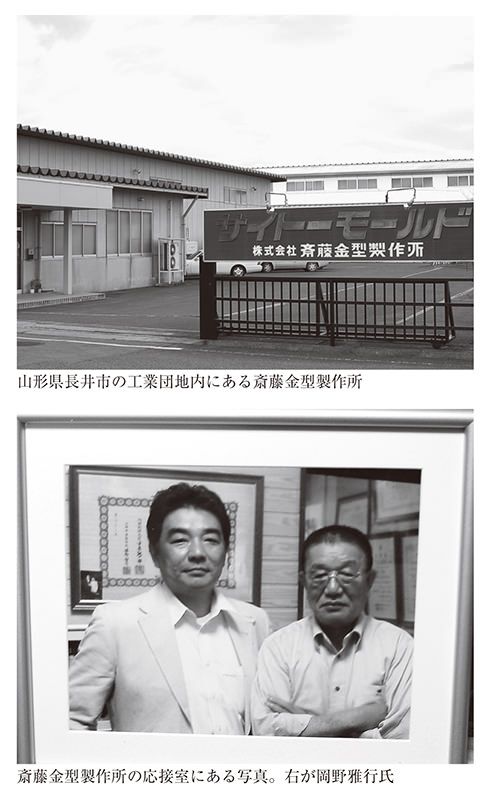 サイトーモールド
株式会社 斉藤金型製作所
山形県長井市の工業団地内にある斎藤金型製作所
斎藤金型製作所の応接室にある写真。右が岡野雅行氏